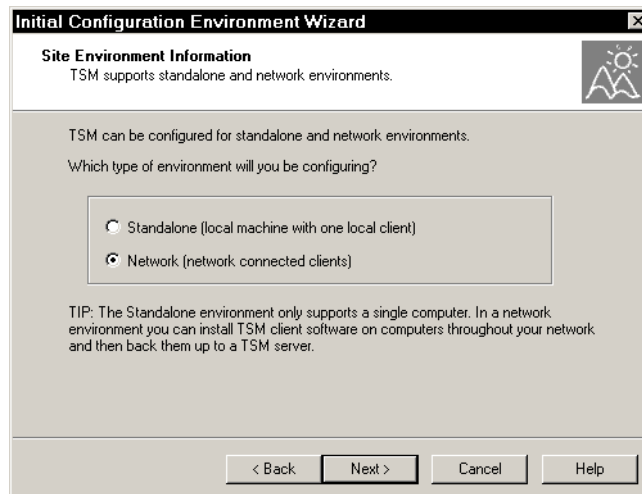 Initial Configuration Environment Wizard
Site Environment Information
TSM supports standalone and network environments.
TSM can be configured for standalone and network environments.
Which type of environment will you be configuring?
Standalone (local machine with one local client)
Network (network connected clients)
TIP: The Standalone environment only supports a single computer. In a network
environment you can install TSM client software on computers throughout your network
and then back them up to a TSM server.
< Back Next > Cancel Help